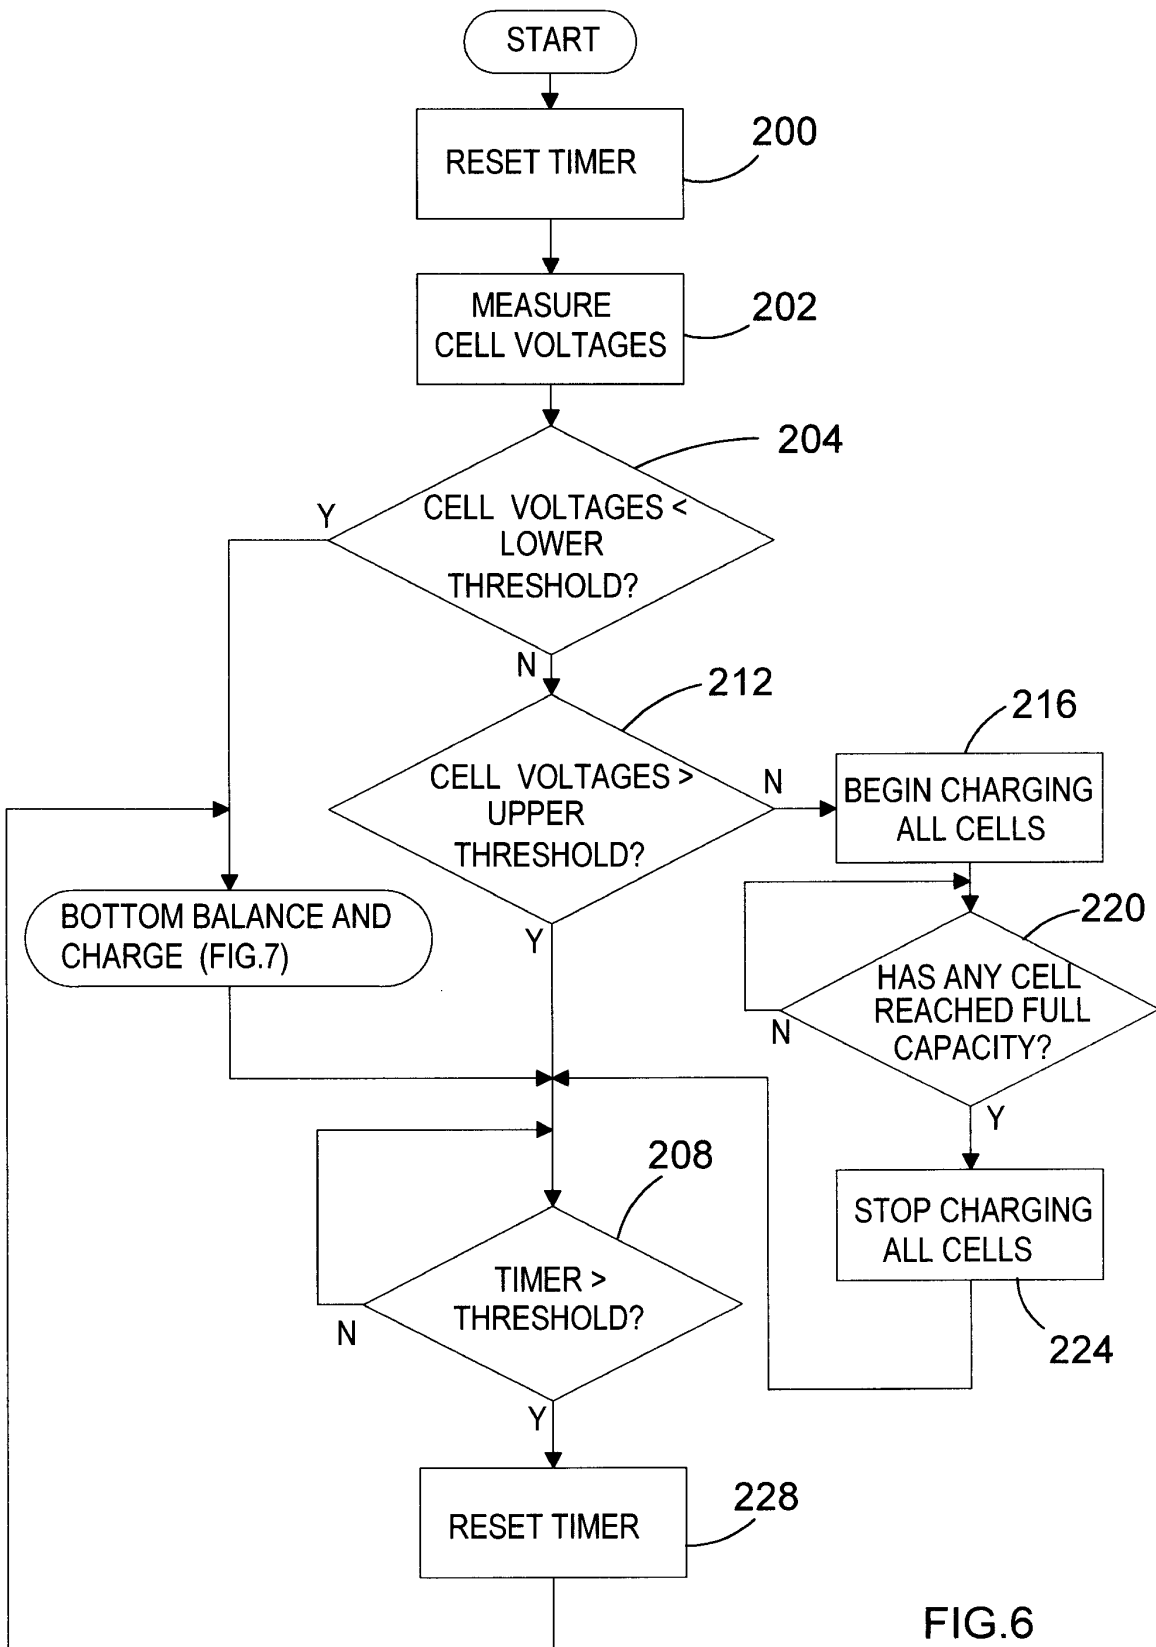 START
RESET TIMER
200
MEASURE
CELL VOLTAGES
202
204
Y
CELL VOLTAGES <
LOWER
THRESHOLD?
N
212
216
CELL VOLTAGES >
UPPER
THRESHOLD?
N
Y
BEGIN CHARGING
ALL CELLS
BOTTOM BALANCE AND
CHARGE (FIG.7)
220
HAS ANY CELL
REACHED FULL
CAPACITY?
N
Y
208
STOP CHARGING
ALL CELLS
224
TIMER >
THRESHOLD?
N
Y
RESET TIMER
228
FIG.6